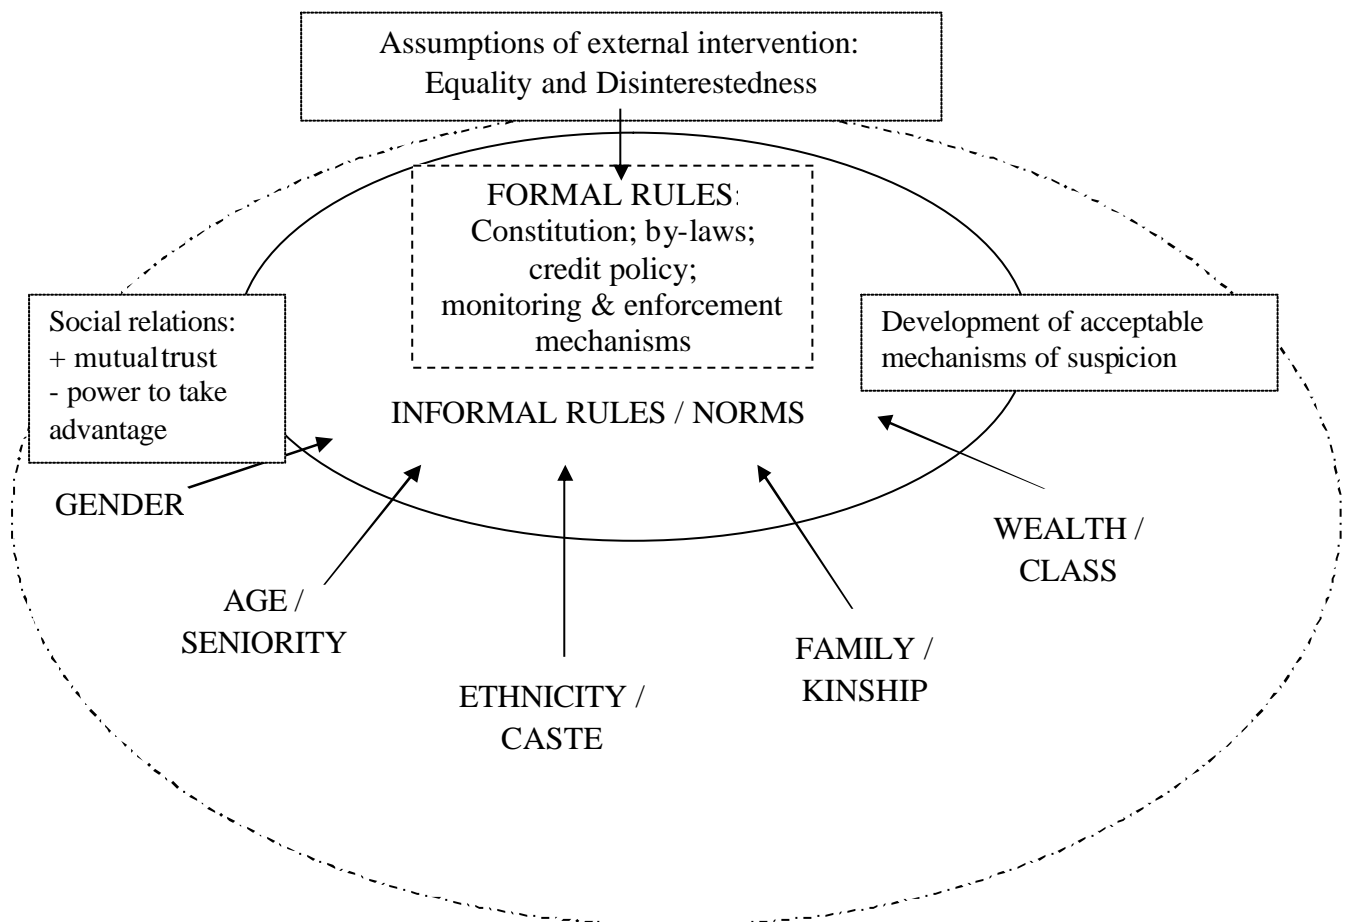 Assumptions of external intervention:
Equality and Disinterestedness
FORMAL RULES:
Constitution; by-laws;
credit policy;
monitoring & enforcement
mechanisms
Social relations:
+ mutual trust
- power to take
advantage
Development of acceptable
mechanisms of suspicion
INFORMAL RULES / NORMS
GENDER
WEALTH /
CLASS
AGE /
SENIORITY
FAMILY /
KINSHIP
ETHNICITY /
CASTE